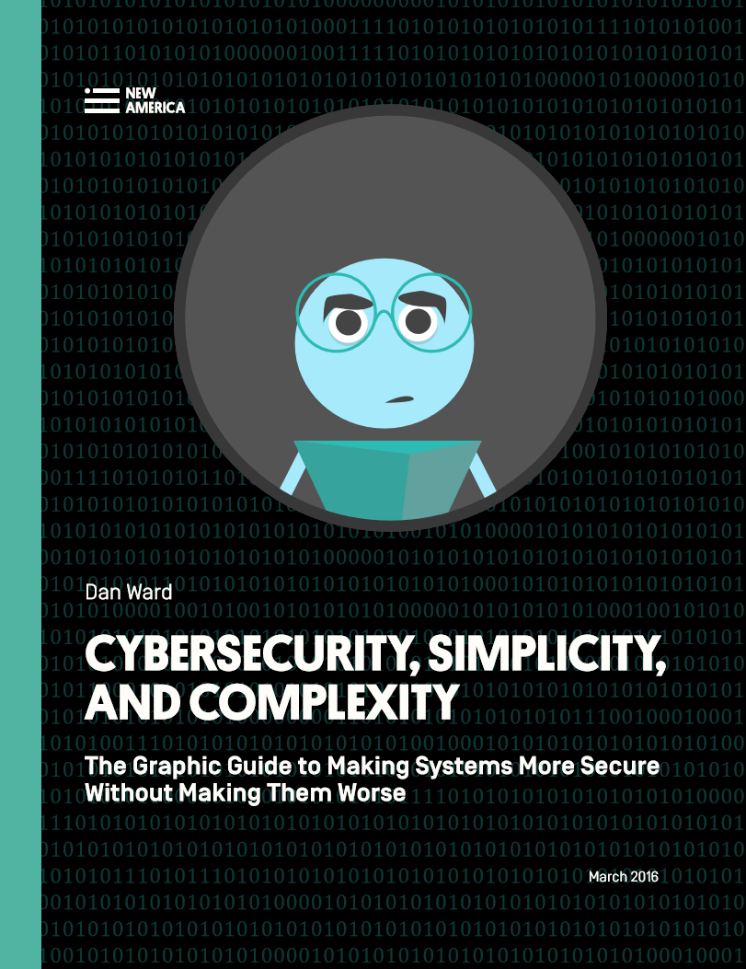 NEW
AMERICA
Dan Ward
CYBERSECURITY, SIMPLICITY,
AND COMPLEXITY
The Graphic Guide to Making Systems More Secure
Without Making Them Worse
March 2016